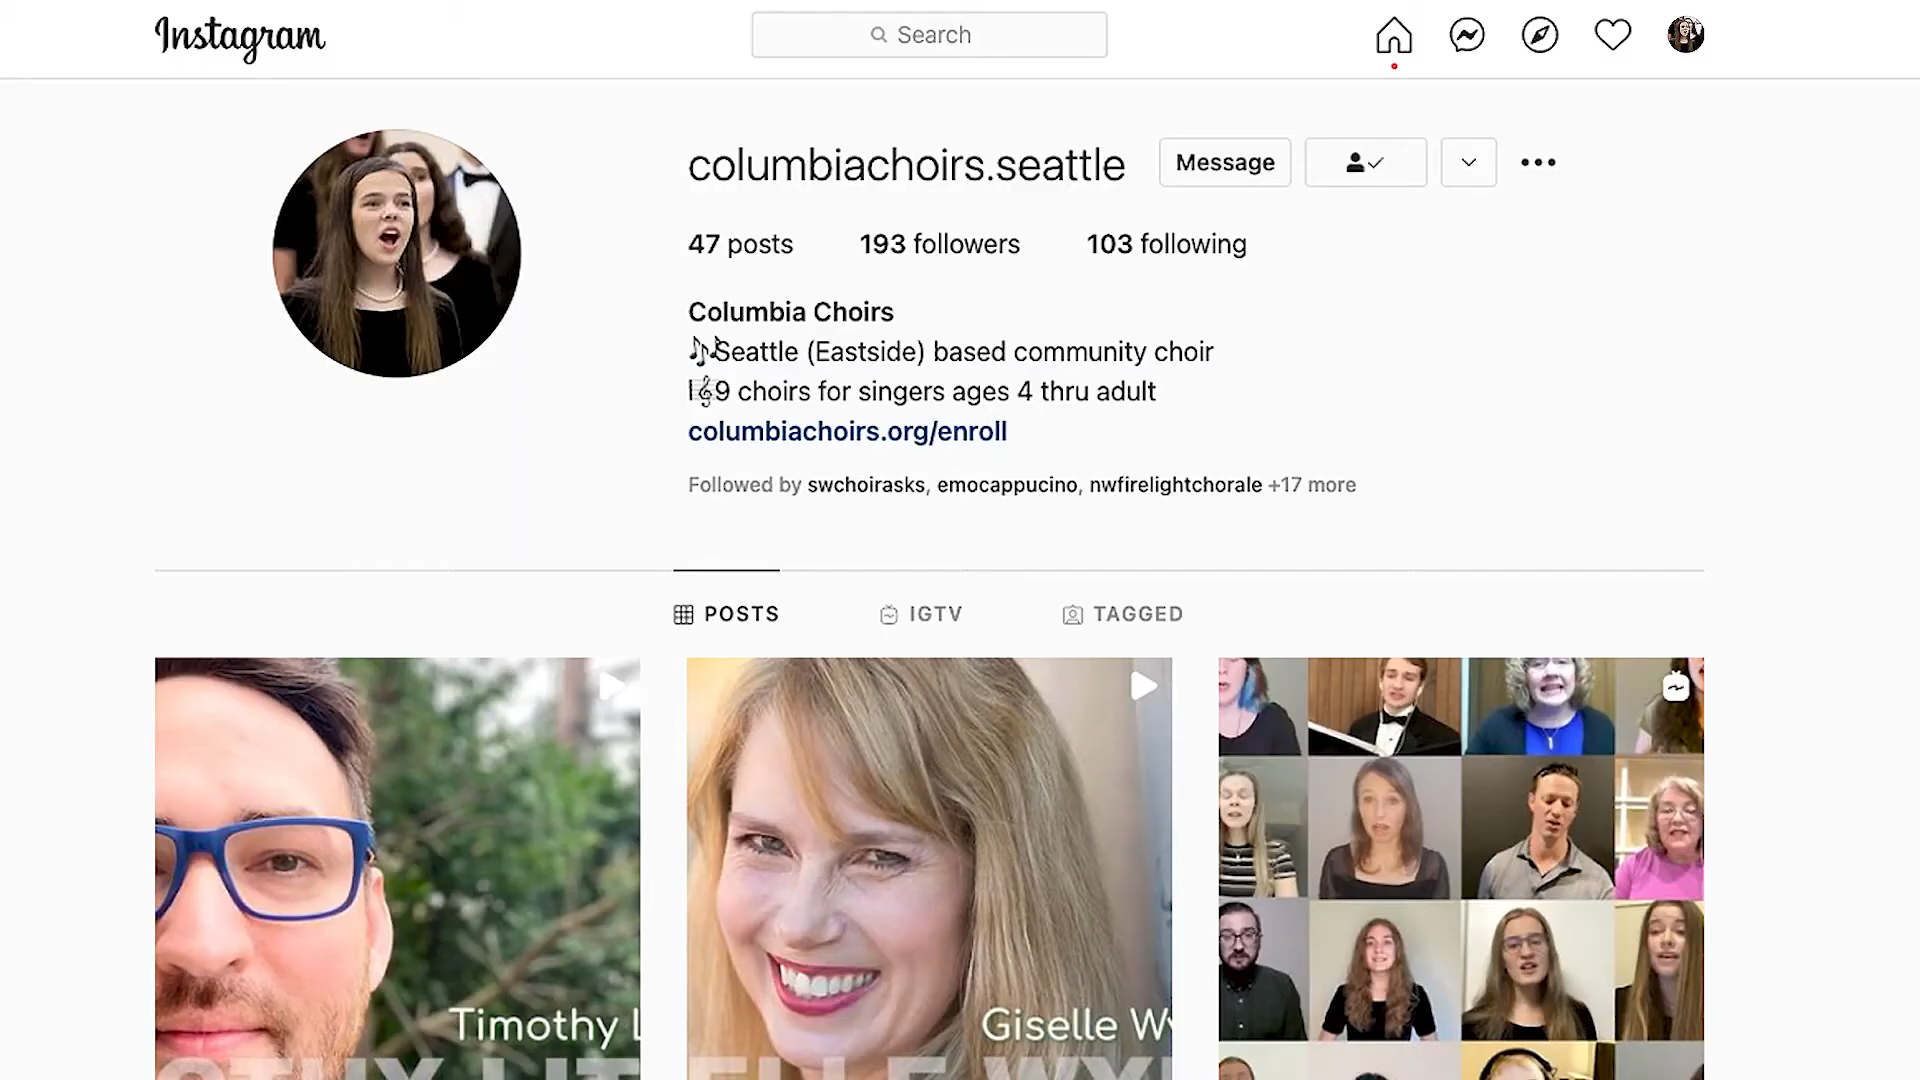 Instagram
Search
columbiachoirs.seattle
Message
47 posts
193 followers
103 following
Columbia Choirs
🎶Seattle (Eastside) based community choir
🎼9 choirs for singers ages 4 thru adult
columbiachoirs.org/enroll
Followed by swchoirasks, emocappucino, nwfirelightchorale +17 more
POSTS
IGTV
TAGGED
Timothy L
Giselle Wy